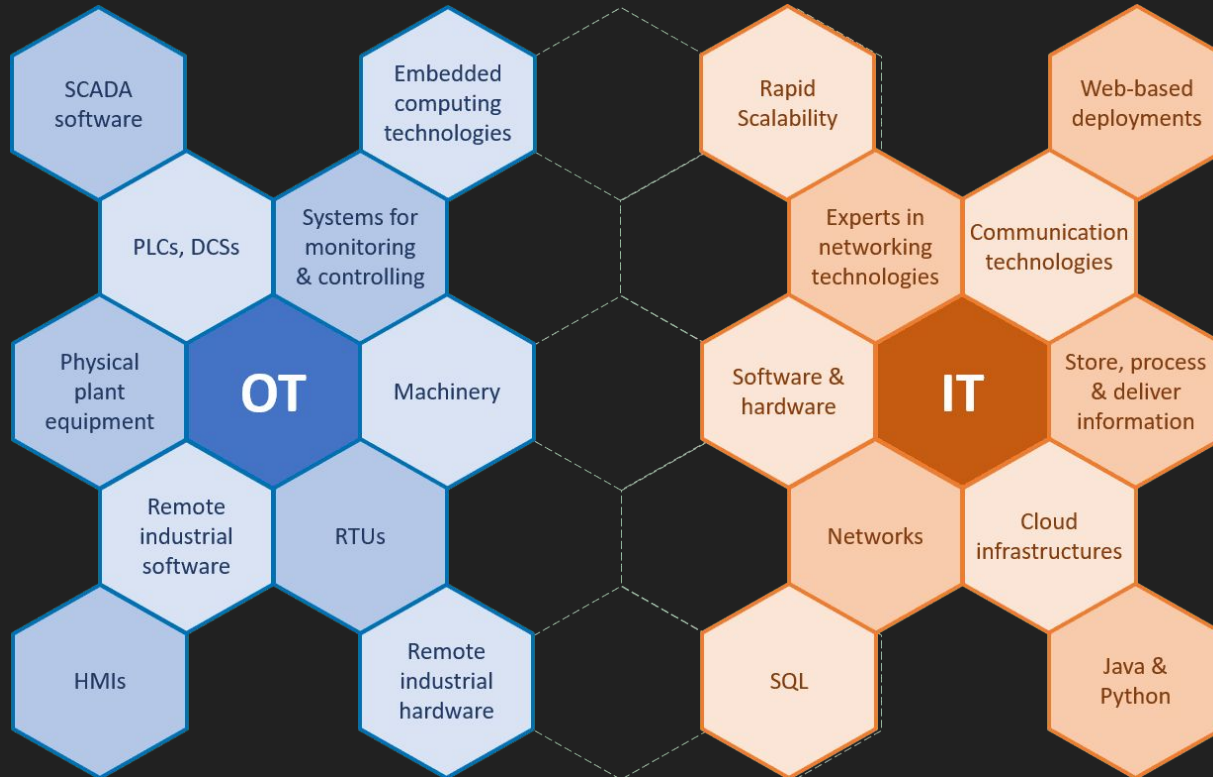 SCADA
software
Embedded
computing
technologies
Rapid
Scalability
Web-based
deployments
PLCs, DCSs
Systems for
monitoring
& controlling
Experts in
networking
technologies
Communication
technologies
Physical
plant
equipment
OT
Machinery
Software &
hardware
IT
Store, process
& deliver
information
Remote
industrial
software
RTUs
Networks
Cloud
infrastructures
HMIs
Remote
industrial
hardware
SQL
Java &
Python